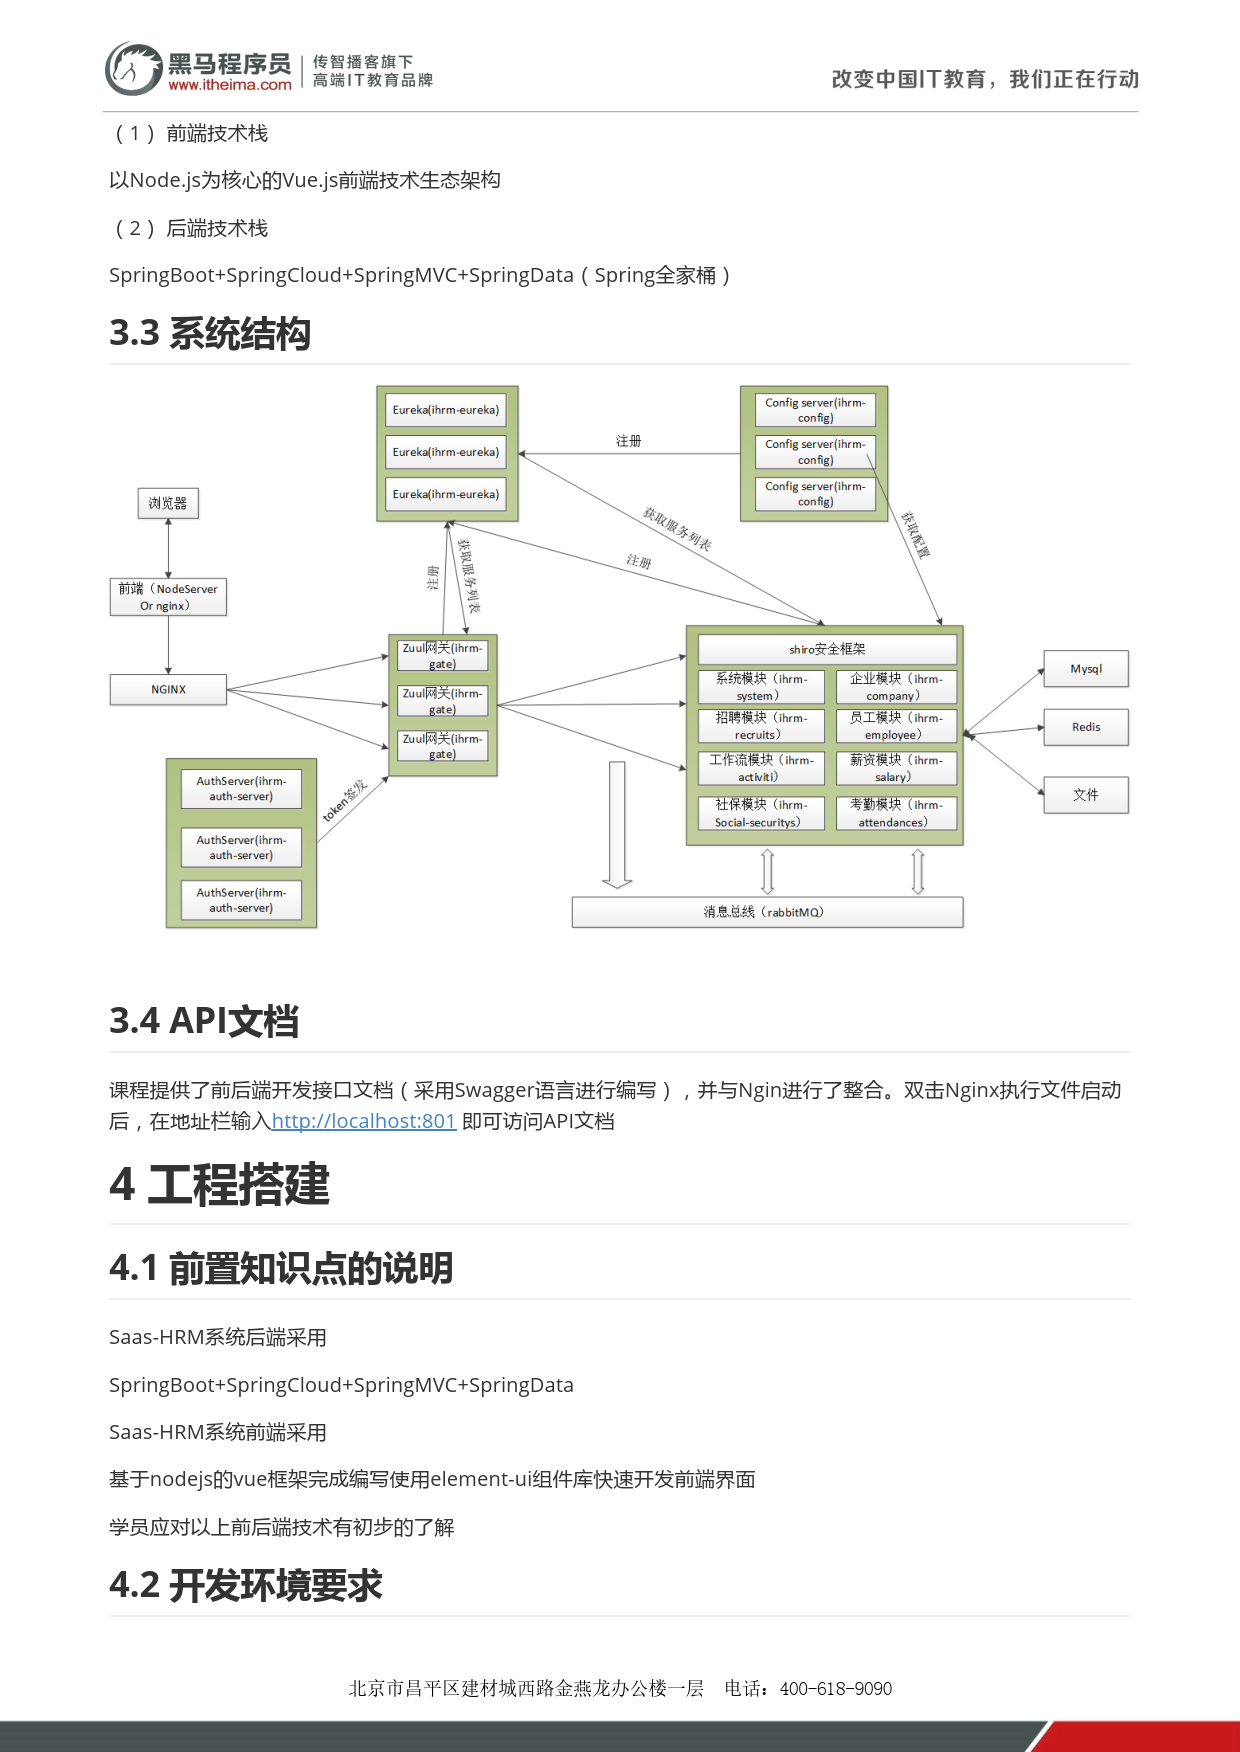 黑马程序员
www.itheima.com
传智播客旗下
高端IT教育品牌
改变中国IT教育，我们正在行动
（1）前端技术栈
以Node.js为核心的Vue.js前端技术生态架构
（2）后端技术栈
SpringBoot+SpringCloud+SpringMVC+SpringData（Spring全家桶）
3.3 系统结构
Eureka(ihrm-eureka)
Eureka(ihrm-eureka)
Eureka(ihrm-eureka)
注册
Config server(ihrm-
config)
Config server(ihrm-
config)
Config server(ihrm-
config)
浏览器
前端（NodeServer
Or nginx）
NGINX
注册
获取服务列表
获取服务列表
注册
获取配置
Zuul网关(ihrm-
gate)
Zuul网关(ihrm-
gate)
Zuul网关(ihrm-
gate)
AuthServer(ihrm-
auth-server)
AuthServer(ihrm-
auth-server)
AuthServer(ihrm-
auth-server)
token签发
shiro安全框架
系统模块（ihrm-
system）
企业模块（ihrm-
company）
招聘模块（ihrm-
recruits）
员工模块（ihrm-
employee）
工作流模块（ihrm-
activiti）
薪资模块（ihrm-
salary）
社保模块（ihrm-
Social-securitys）
考勤模块（ihrm-
attendances）
Mysql
Redis
文件
消息总线（rabbitMQ）
3.4 API文档
课程提供了前后端开发接口文档（采用Swagger语言进行编写），并与Ngin进行了整合。双击Nginx执行文件启动
后，在地址栏输入http://localhost:801 即可访问API文档
4 工程搭建
4.1 前置知识点的说明
Saas-HRM系统后端采用
SpringBoot+SpringCloud+SpringMVC+SpringData
Saas-HRM系统前端采用
基于nodejs的vue框架完成编写使用element-ui组件库快速开发前端界面
学员应对以上前后端技术有初步的了解
4.2 开发环境要求
北京市昌平区建材城西路金燕龙办公楼一层 电话：400-618-9090